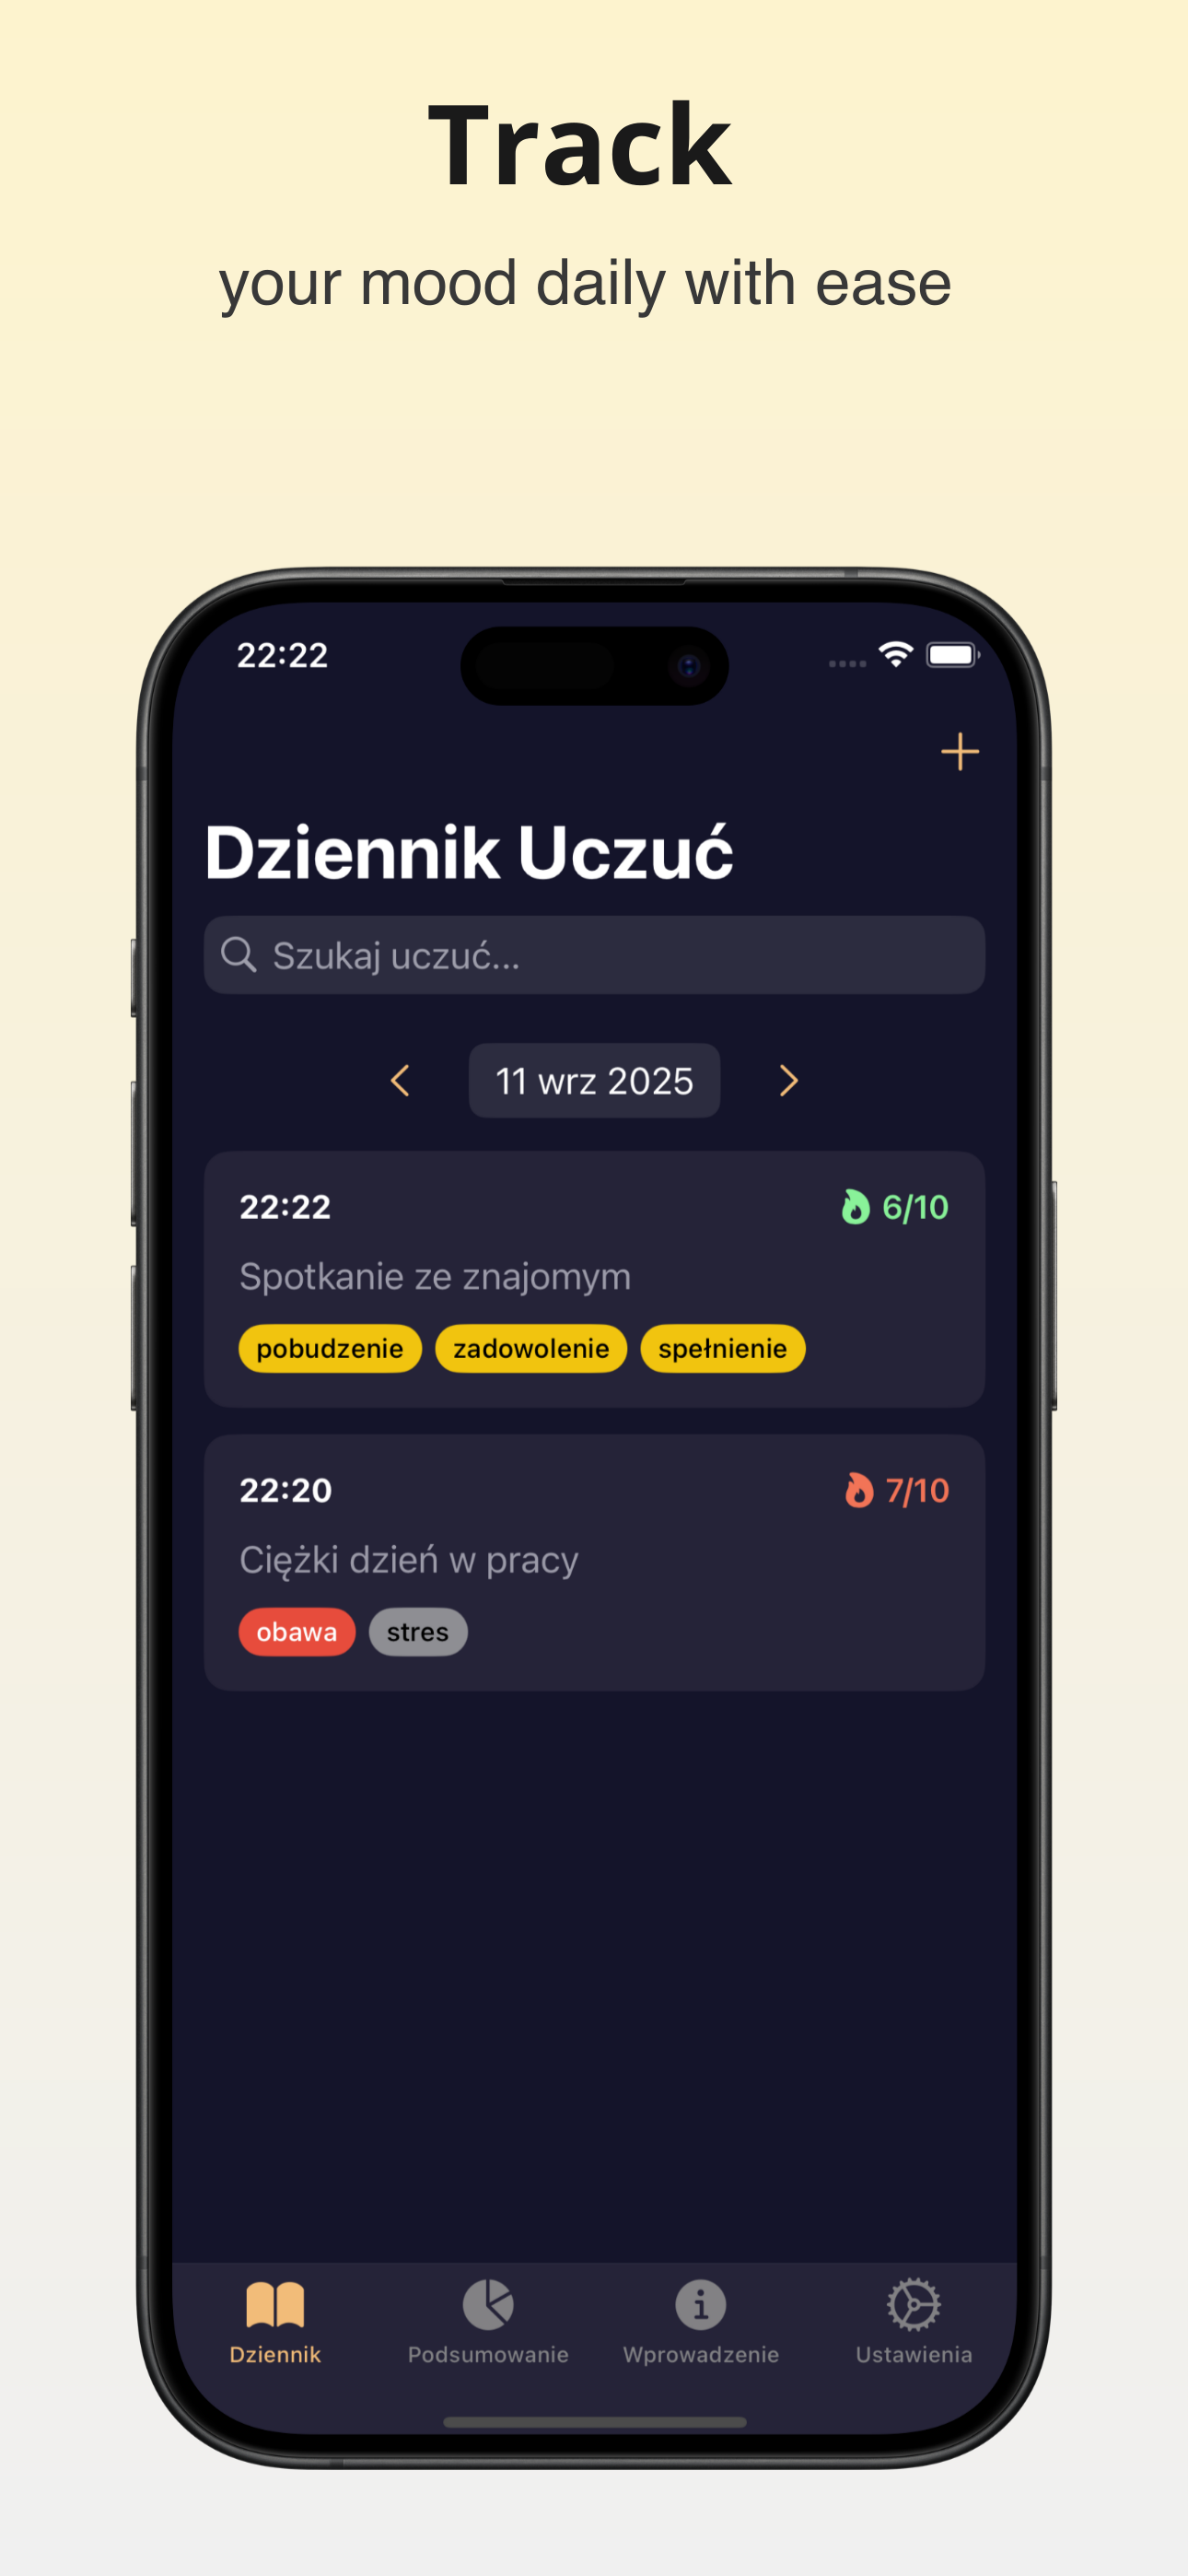 Track
your mood daily with ease
22:22
Dziennik Uczuć
Szukaj uczuć...
11 wrz 2025
22:22 6/10
Spotkanie ze znajomym
pobudzenie zadowolenie spełnienie
22:20 7/10
Ciężki dzień w pracy
obawa stres
Dziennik Podsumowanie Wprowadzenie Ustawienia